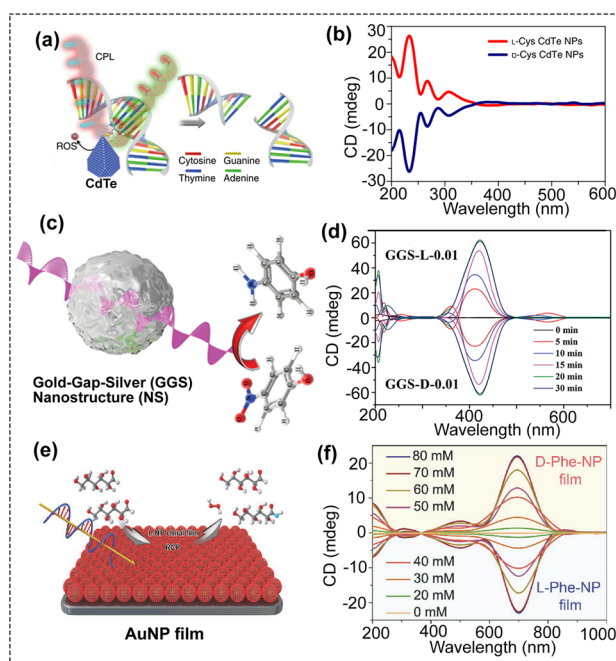 (a)
CPL
ROS
CdTe
Cytosine Guanine
Thymine Adenine
(b)
CD (mdeg)
30
20
10
0
-10
-20
-30
200 300 400 500 600
Wavelength (nm)
L-Cys CdTe NPs
D-Cys CdTe NPs
(c)
Gold-Gap-Silver (GGS)
Nanostructure (NS)
(d)
CD (mdeg)
60
40
20
0
-20
-40
-60
200 300 400 500 600
Wavelength (nm)
GGS-L-0.01
GGS-D-0.01
0 min
5 min
10 min
15 min
20 min
30 min
(e)
RCP
AuNP film
(f)
CD (mdeg)
20
10
0
-10
-20
200 400 600 800 1000
Wavelength (nm)
80 mM
70 mM
60 mM
50 mM
D-Phe-NP
film
40 mM
30 mM
20 mM
0 mM
L-Phe-NP
film